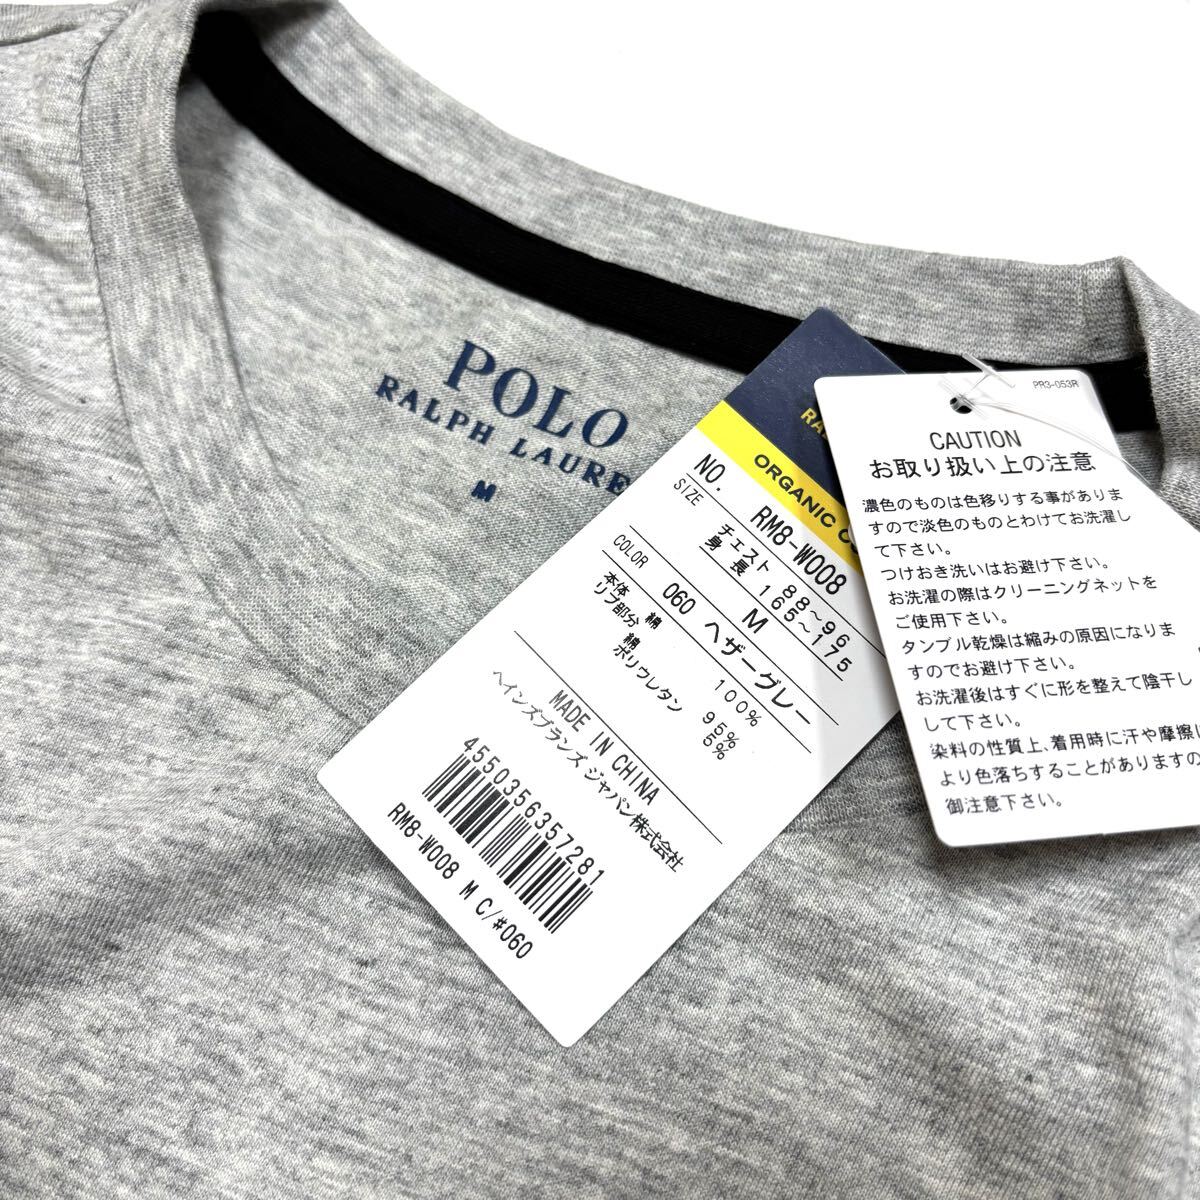 POLO
RALPH LAUREN
M
ORGANIC
NO. RM8-W008
SIZE チェスト 88~96 M
身長 165~175
COLOR 060 ヘザーグレー
本体 綿 100%
リブ部分 綿 95%
ポリウレタン 5%
MADE IN CHINA
ヘインズブランズ ジャパン株式会社
4550356357281
RM8-W008 M C/#060
PR3-053R
CAUTION
お取り扱い上の注意
濃色のものは色移りする事がありま
すので淡色のものとわけてお洗濯し
て下さい。
つけおき洗いはお避け下さい。
お洗濯の際はクリーニングネットを
ご使用下さい。
タンブル乾燥は縮みの原因になりま
すのでお避け下さい。
お洗濯後はすぐに形を整えて陰干し
して下さい。
染料の性質上、着用時に汗や摩擦に
より色落ちすることがありますの
御注意下さい。